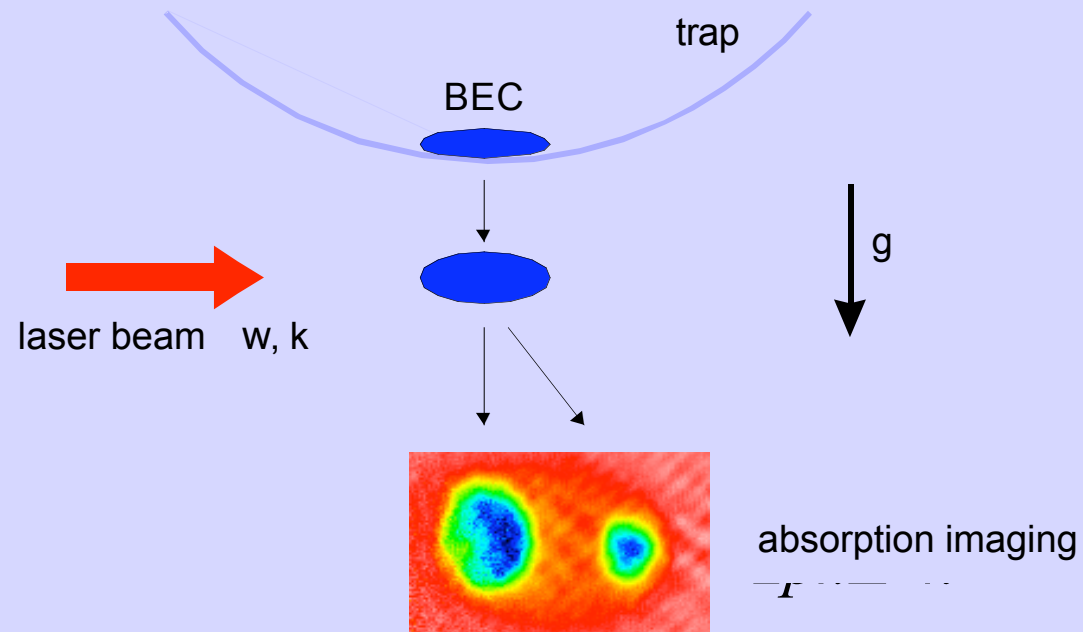 trap
BEC
g
laser beam w, k
absorption imaging